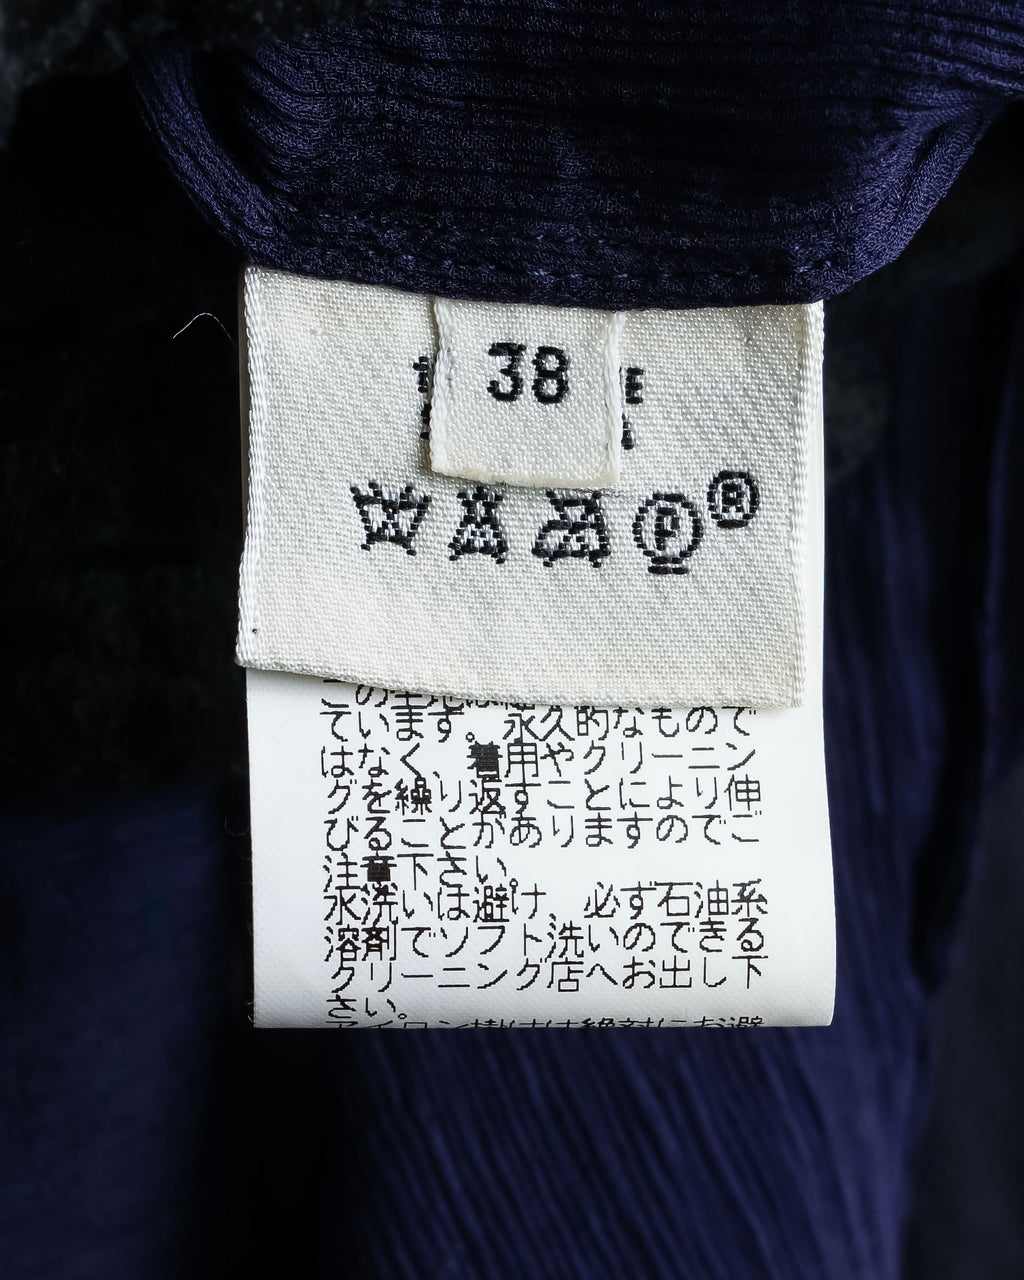 38
E
P
®
ています。永久的なもので
はなく、着用やクリーニン
グを繰り返すことにより伸
びることがありますのでご
注意下さい。
水洗いは避け、必ず石油系
溶剤でソフト洗いのできる
クリーニング店へお出し下
さい。